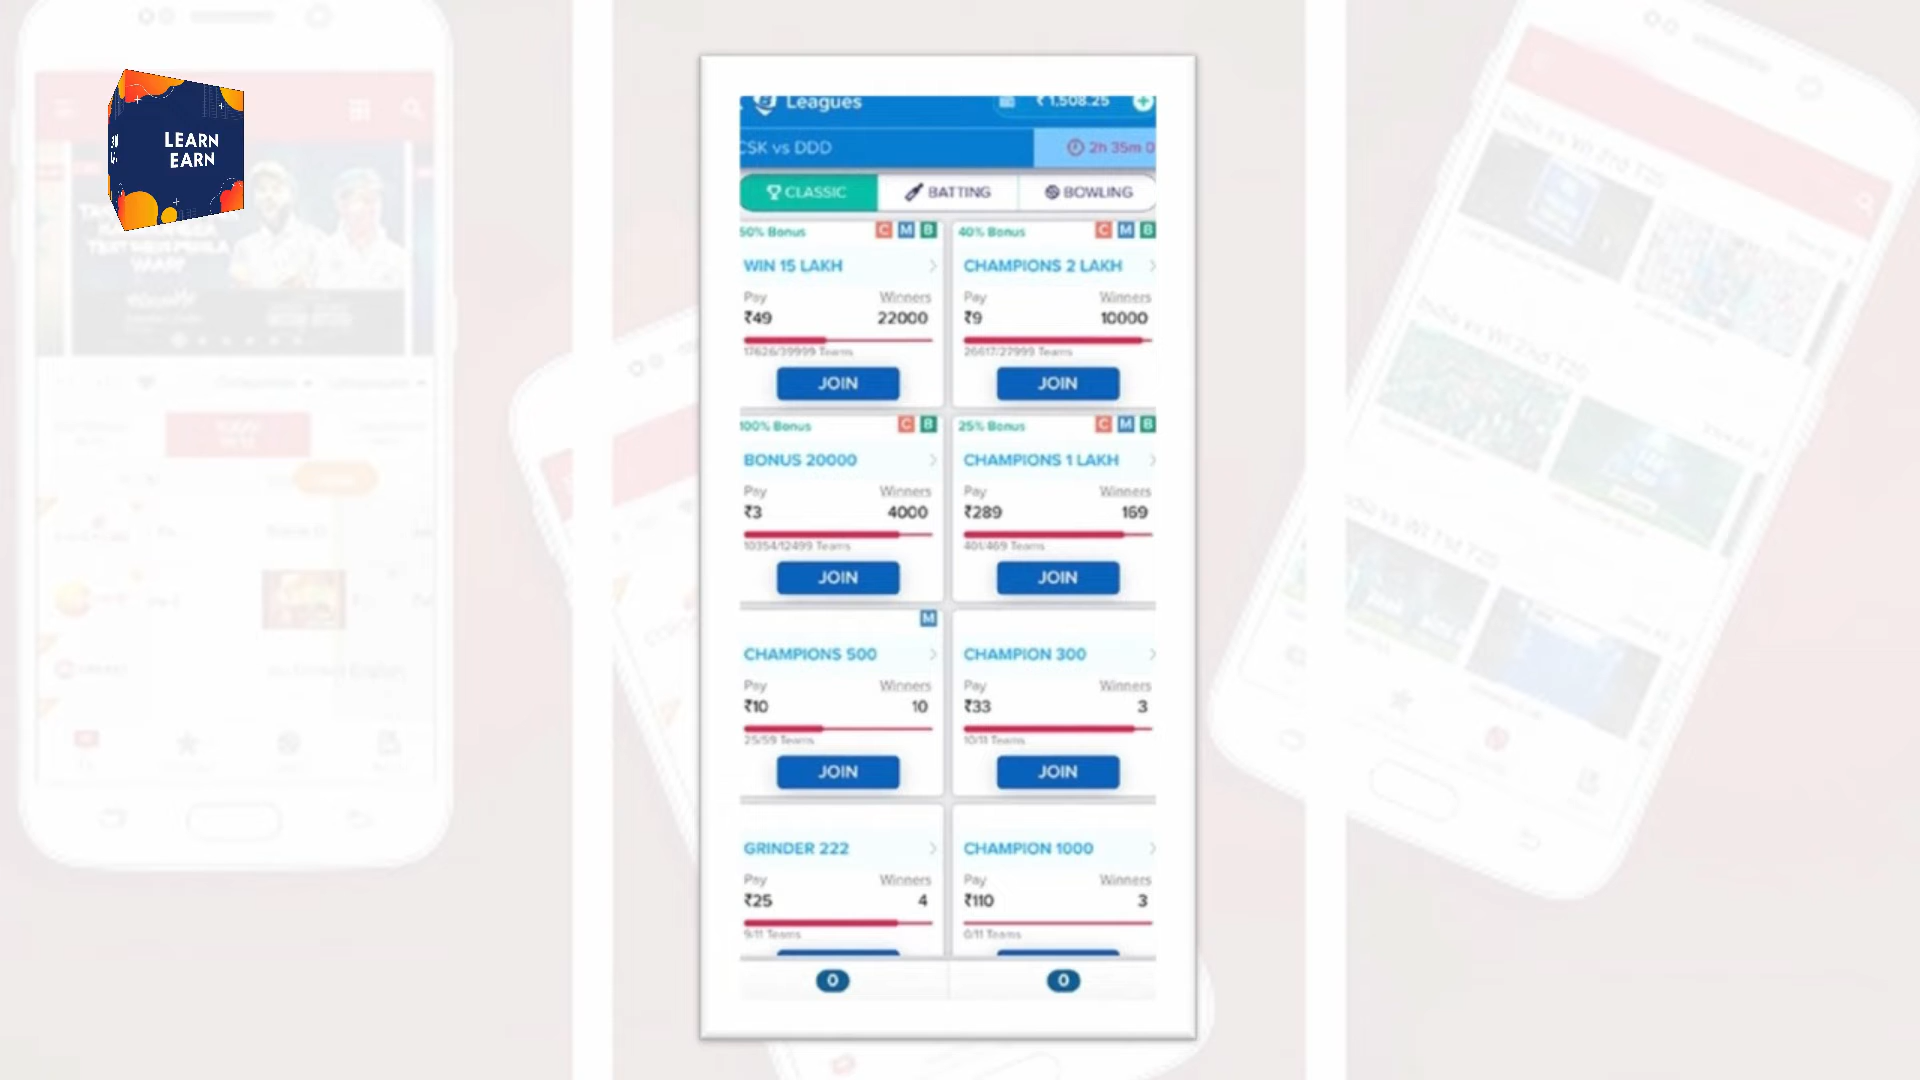 LEARN
EARN
Leagues
₹1,508.25
CSK vs DDD
2h 35m 0
CLASSIC
BATTING
BOWLING
50% Bonus C M B
40% Bonus C M B
WIN 15 LAKH
CHAMPIONS 2 LAKH
Pay Winners
Pay Winners
₹49 22000
₹9 10000
17626/39999 Teams
26617/27999 Teams
JOIN
JOIN
100% Bonus C B
25% Bonus C M B
BONUS 20000
CHAMPIONS 1 LAKH
Pay Winners
Pay Winners
₹3 4000
₹289 169
10354/12499 Teams
401/469 Teams
JOIN
JOIN
M
CHAMPIONS 500
CHAMPION 300
Pay Winners
Pay Winners
₹10 10
₹33 3
25/59 Teams
10/11 Teams
JOIN
JOIN
GRINDER 222
CHAMPION 1000
Pay Winners
Pay Winners
₹25 4
₹110 3
9/11 Teams
0/11 Teams
0
0